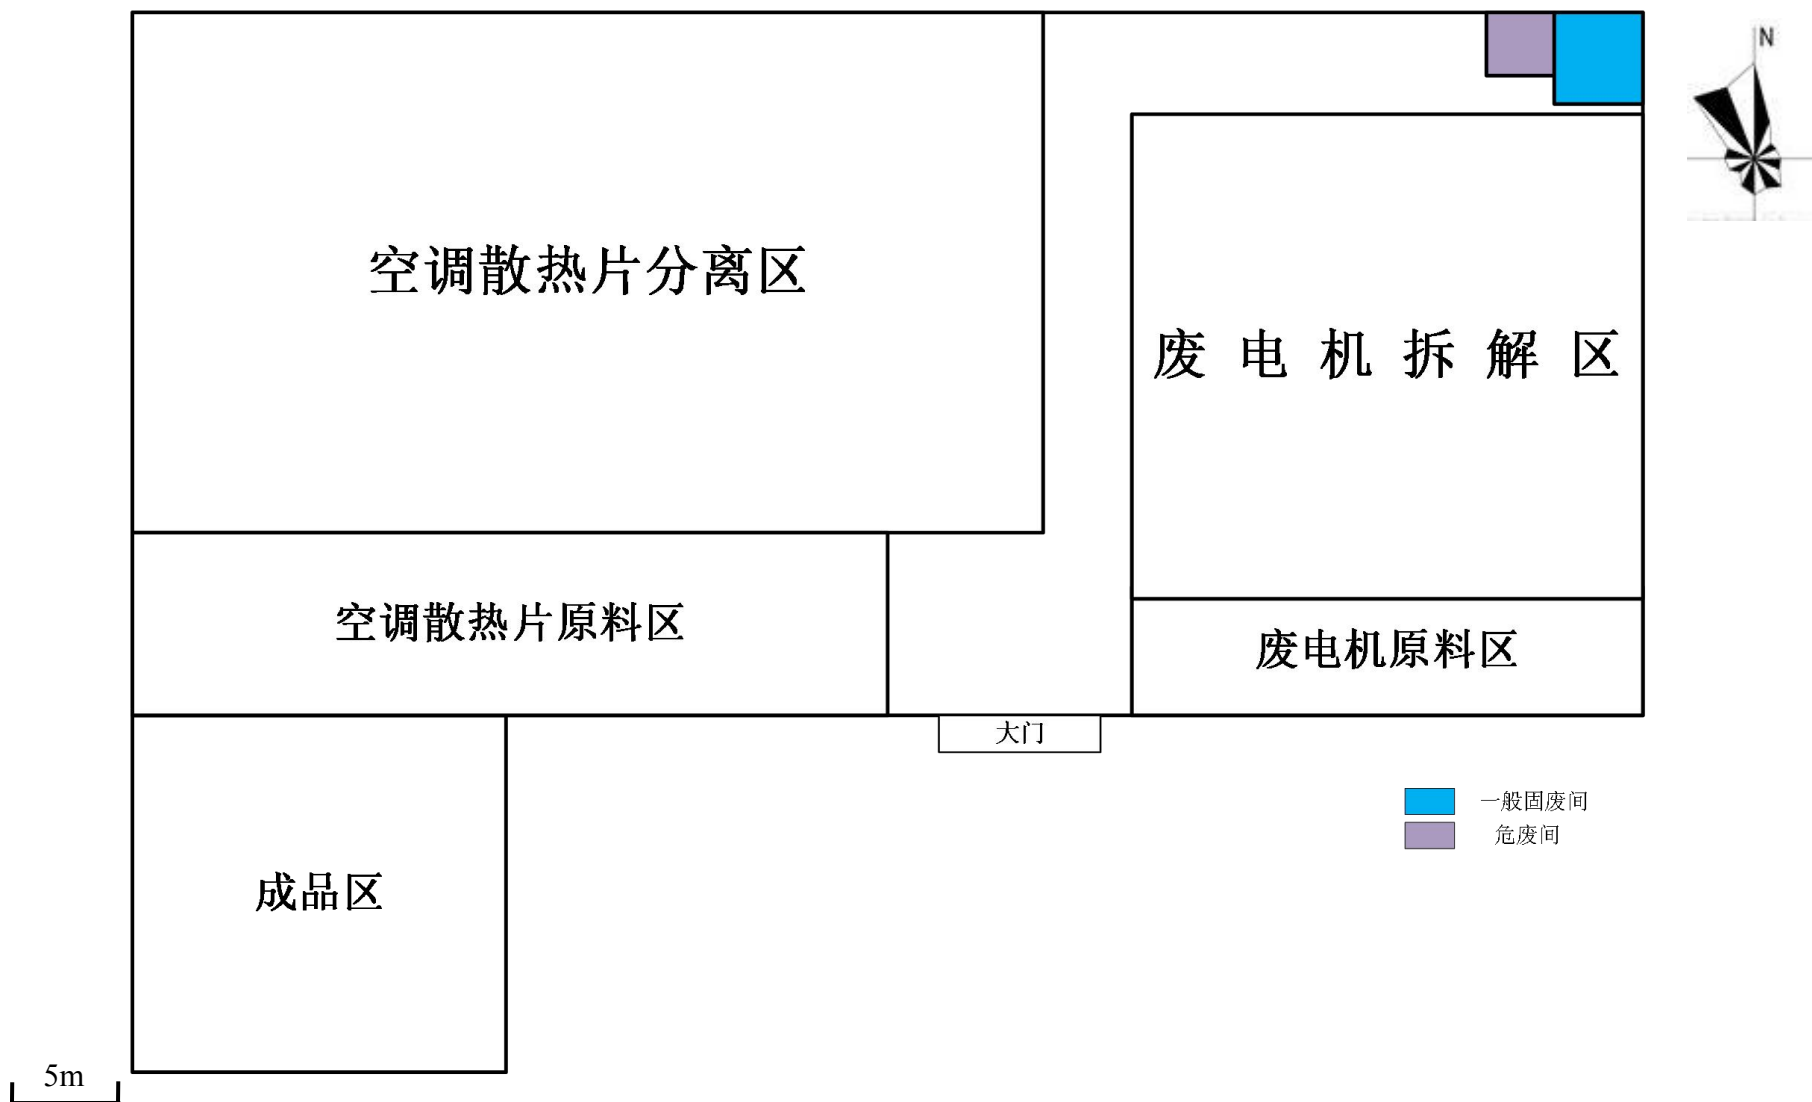 N
空调散热片分离区
废电机拆解区
空调散热片原料区
废电机原料区
大门
一般固废间
危废间
成品区
5m